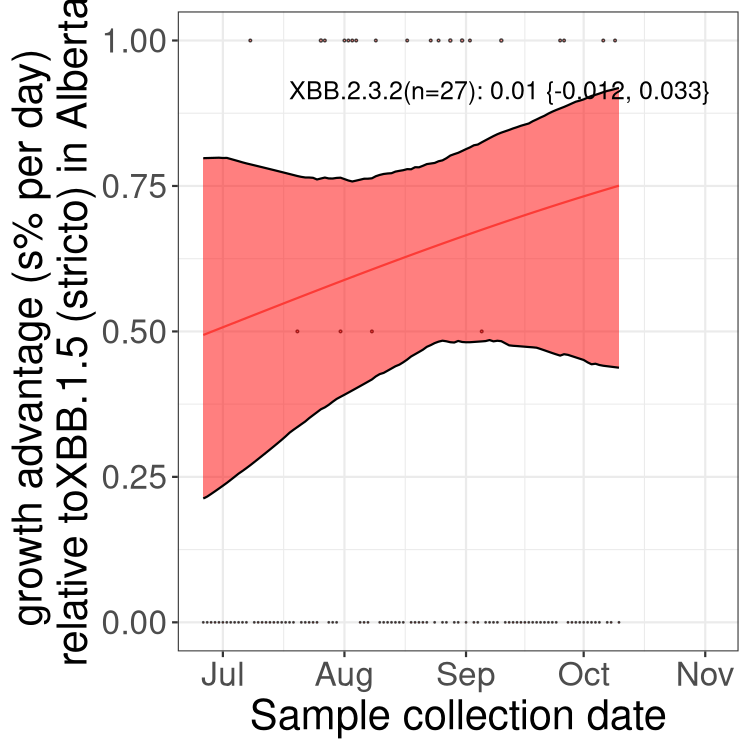 growth advantage (s% per day)
relative toXBB.1.5 (stricto) in Alberta
1.00
0.75
0.50
0.25
0.00
XBB.2.3.2(n=27): 0.01 {-0.012, 0.033}
Jul Aug Sep Oct Nov
Sample collection date